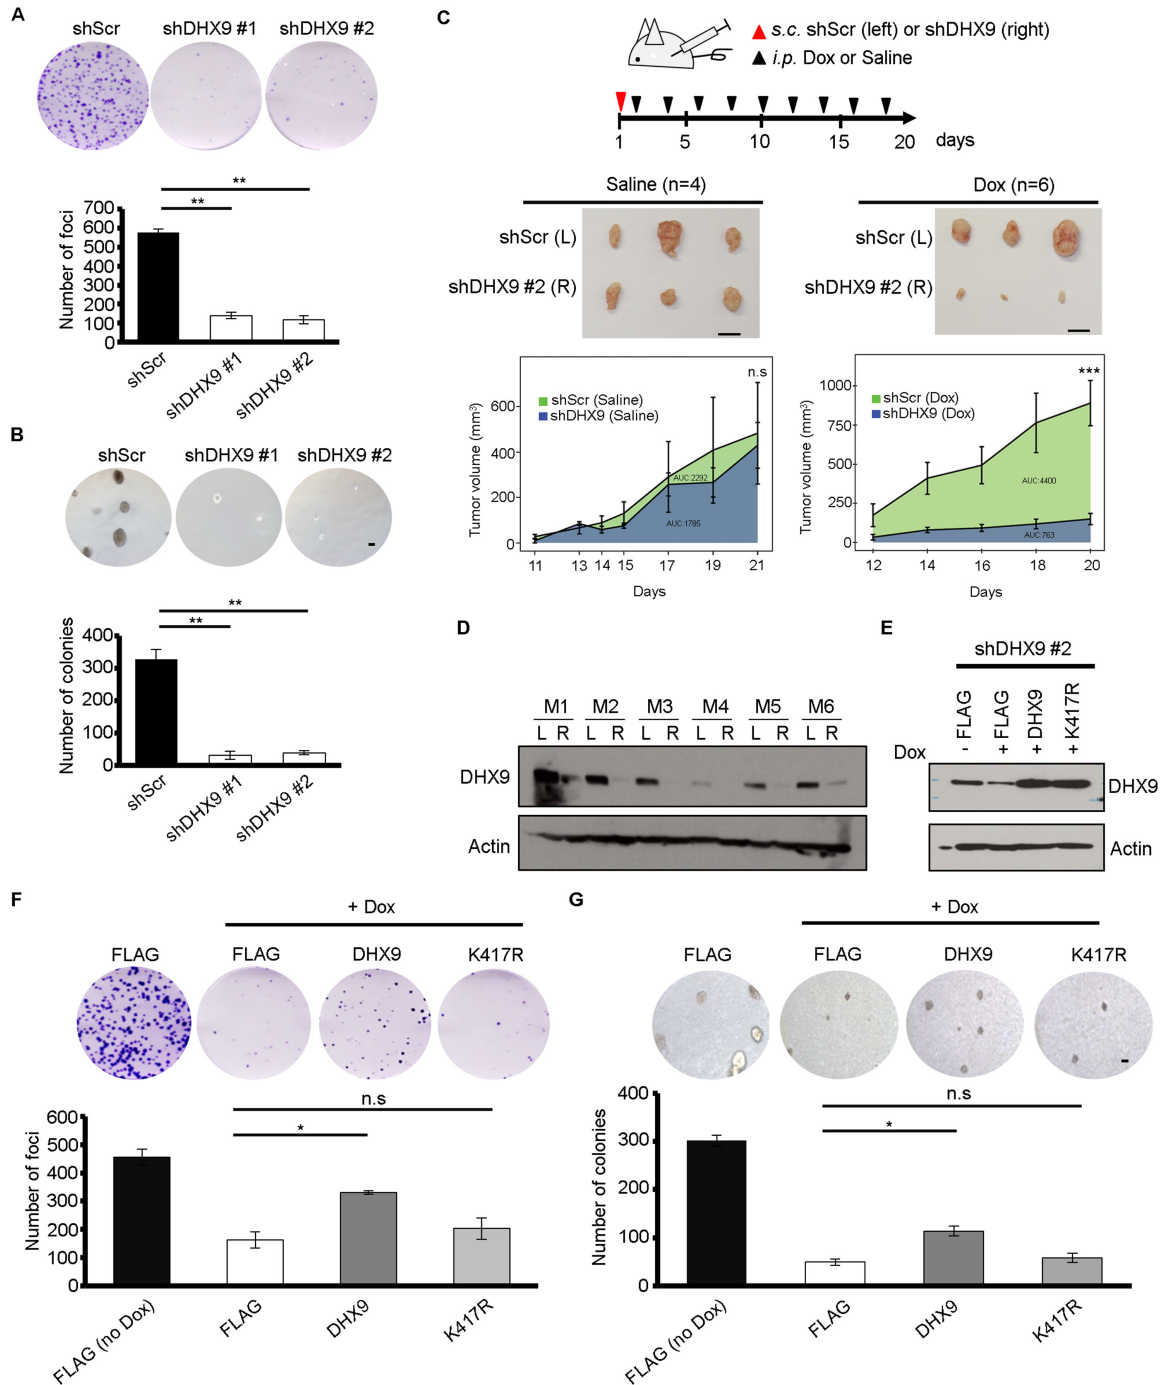 A
shScr shDHX9 #1 shDHX9 #2
**
**
Number of foci
700
600
500
400
300
200
100
0
shScr
shDHX9 #1
shDHX9 #2
B
shScr shDHX9 #1 shDHX9 #2
**
**
Number of colonies
400
300
200
100
0
shScr
shDHX9 #1
shDHX9 #2
C
s.c. shScr (left) or shDHX9 (right)
i.p. Dox or Saline
1 5 10 15 20 days
Saline (n=4)
shScr (L)
shDHX9 #2 (R)
Dox (n=6)
shScr (L)
shDHX9 #2 (R)
n.s
shScr (Saline)
shDHX9 (Saline)
Tumor volume (mm³)
600
400
200
0
AUC:2292
AUC:1785
11 13 14 15 17 19 21
Days
***
shScr (Dox)
shDHX9 (Dox)
Tumor volume (mm³)
1000
750
500
250
0
AUC:4400
AUC:763
12 14 16 18 20
Days
D
M1 M2 M3 M4 M5 M6
L R L R L R L R L R L R
DHX9
Actin
E
shDHX9 #2
FLAG FLAG DHX9 K417R
Dox - + + +
DHX9
Actin
F
+ Dox
FLAG FLAG DHX9 K417R
n.s
*
Number of foci
600
500
400
300
200
100
0
FLAG (no Dox)
FLAG
DHX9
K417R
G
+ Dox
FLAG FLAG DHX9 K417R
n.s
*
Number of colonies
400
300
200
100
0
FLAG (no Dox)
FLAG
DHX9
K417R